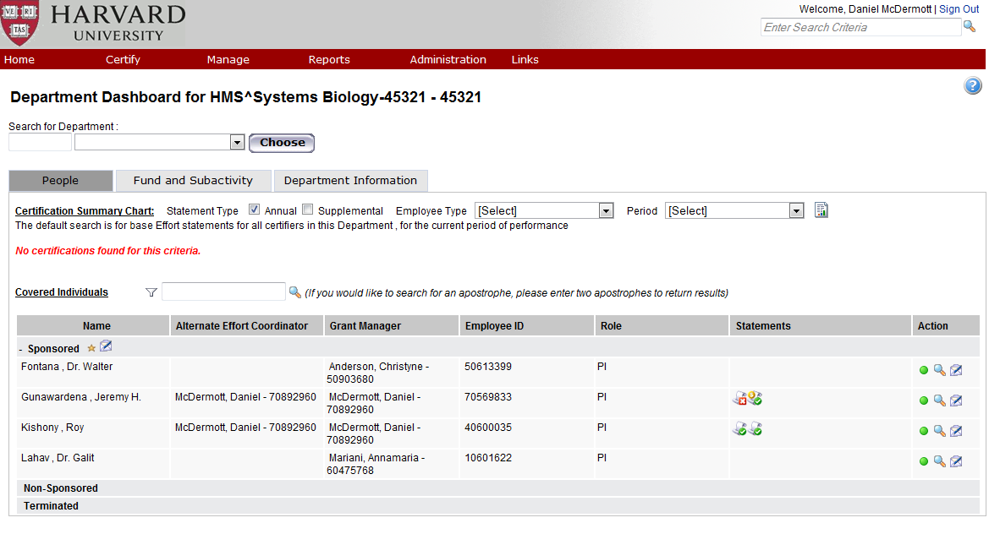 VE RI TAS
HARVARD
UNIVERSITY
Welcome, Daniel McDermott | Sign Out
Enter Search Criteria
Home Certify Manage Reports Administration Links
Department Dashboard for HMS^Systems Biology-45321 - 45321
?
Search for Department :
Choose
People Fund and Subactivity Department Information
Certification Summary Chart: Statement Type Annual Supplemental Employee Type [Select] Period [Select]
The default search is for base Effort statements for all certifiers in this Department , for the current period of performance
No certifications found for this criteria.
Covered Individuals (If you would like to search for an apostrophe, please enter two apostrophes to return results)
Name Alternate Effort Coordinator Grant Manager Employee ID Role Statements Action
- Sponsored
Fontana , Dr. Walter Anderson, Christyne - 50613399 PI
50903680
Gunawardena , Jeremy H. McDermott, Daniel - 70892960 McDermott, Daniel - 70569833 PI
70892960
Kishony , Roy McDermott, Daniel - 70892960 McDermott, Daniel - 40600035 PI
70892960
Lahav , Dr. Galit Mariani, Annamaria - 10601622 PI
60475768
Non-Sponsored
Terminated